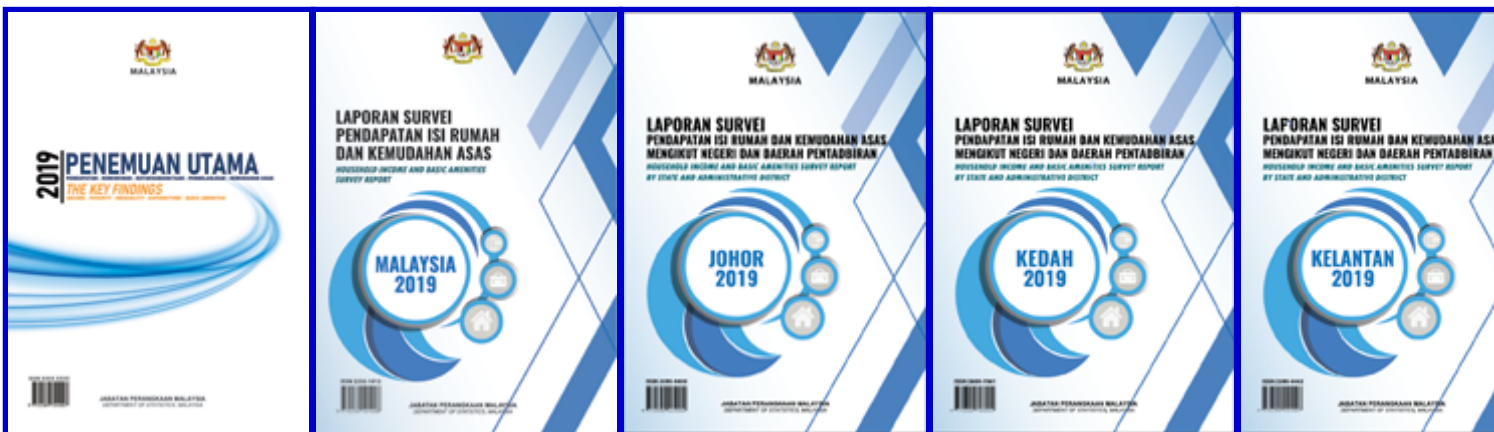 MALAYSIA
2019
PENEMUAN UTAMA
THE KEY FINDINGS
JABATAN PERANGKAAN MALAYSIA
DEPARTMENT OF STATISTICS, MALAYSIA
LAPORAN SURVEI
PENDAPATAN ISI RUMAH
DAN KEMUDAHAN ASAS
HOUSEHOLD INCOME AND BASIC AMENITIES
SURVEY REPORT
MALAYSIA
2019
JABATAN PERANGKAAN MALAYSIA
DEPARTMENT OF STATISTICS, MALAYSIA
MALAYSIA
LAPORAN SURVEI
PENDAPATAN ISI RUMAH DAN KEMUDAHAN ASAS
MENGIKUT NEGERI DAN DAERAH PENTADBIRAN
HOUSEHOLD INCOME AND BASIC AMENITIES SURVEY REPORT
BY STATE AND ADMINISTRATIVE DISTRICT
JOHOR
2019
JABATAN PERANGKAAN MALAYSIA
DEPARTMENT OF STATISTICS, MALAYSIA
MALAYSIA
LAPORAN SURVEI
PENDAPATAN ISI RUMAH DAN KEMUDAHAN ASAS
MENGIKUT NEGERI DAN DAERAH PENTADBIRAN
HOUSEHOLD INCOME AND BASIC AMENITIES SURVEY REPORT
BY STATE AND ADMINISTRATIVE DISTRICT
KEDAH
2019
JABATAN PERANGKAAN MALAYSIA
DEPARTMENT OF STATISTICS, MALAYSIA
MALAYSIA
LAPORAN SURVEI
PENDAPATAN ISI RUMAH DAN KEMUDAHAN ASA
MENGIKUT NEGERI DAN DAERAH PENTADBIRAN
HOUSEHOLD INCOME AND BASIC AMENITIES SURVEY REPORT
BY STATE AND ADMINISTRATIVE DISTRICT
KELANTAN
2019
JABATAN PERANGKAAN MALAYSIA
DEPARTMENT OF STATISTICS, MALAYSIA